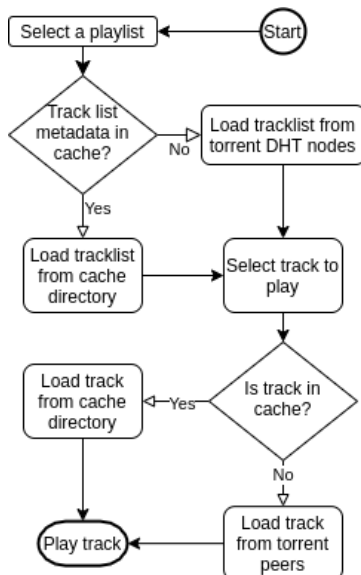 Select a playlist
Start
Track list
metadata in
cache?
No
Load tracklist from
torrent DHT nodes
Yes
Load tracklist
from cache
directory
Select track to
play
Load track
from cache
directory
Yes
Is track in
cache?
No
Play track
Load track
from torrent
peers